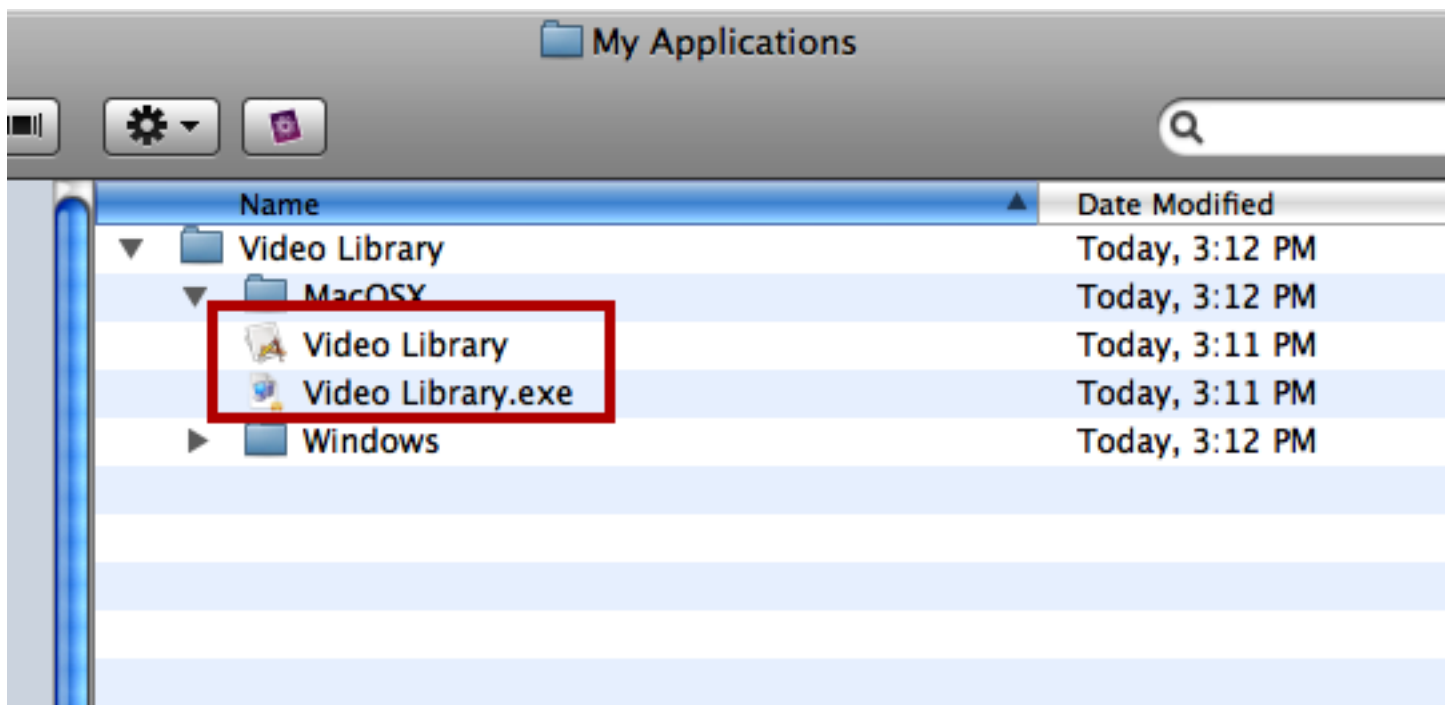 My Applications
Name Date Modified
Video Library Today, 3:12 PM
MacOSX Today, 3:12 PM
Video Library Today, 3:11 PM
Video Library.exe Today, 3:11 PM
Windows Today, 3:12 PM